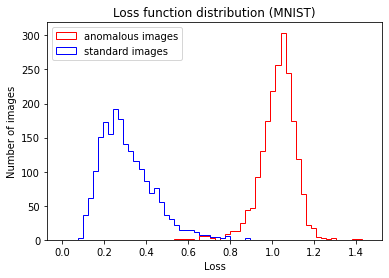 Loss function distribution (MNIST)
anomalous images
standard images
300
250
200
150
100
50
0
Number of images
0.0 0.2 0.4 0.6 0.8 1.0 1.2 1.4
Loss